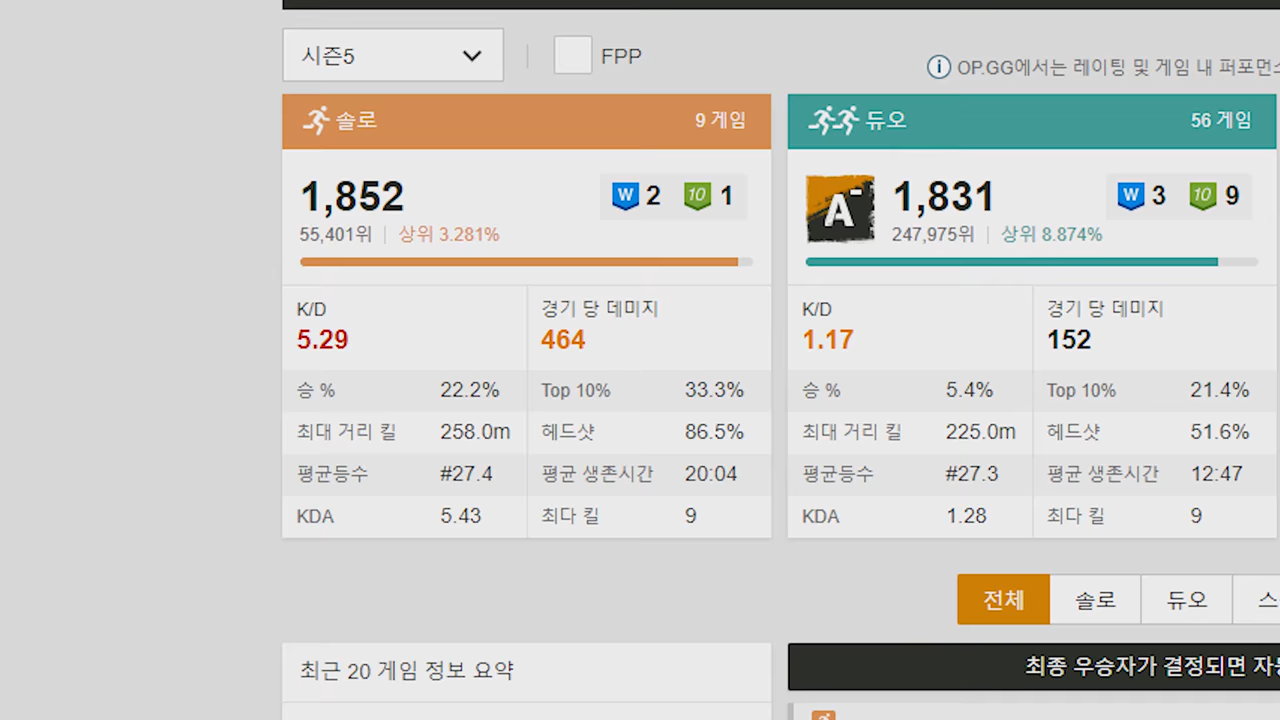 시즌5
FPP
OP.GG에서는 레이팅 및 게임 내 퍼포먼스
솔로
9 게임
1,852
W 2
10 1
55,401위
상위 3.281%
K/D
5.29
경기 당 데미지
464
승 %
22.2%
Top 10%
33.3%
최대 거리 킬
258.0m
헤드샷
86.5%
평균등수
#27.4
평균 생존시간
20:04
KDA
5.43
최다 킬
9
듀오
56 게임
A-
1,831
W 3
10 9
247,975위
상위 8.874%
K/D
1.17
경기 당 데미지
152
승 %
5.4%
Top 10%
21.4%
최대 거리 킬
225.0m
헤드샷
51.6%
평균등수
#27.3
평균 생존시간
12:47
KDA
1.28
최다 킬
9
전체
솔로
듀오
스
최근 20 게임 정보 요약
최종 우승자가 결정되면 자동